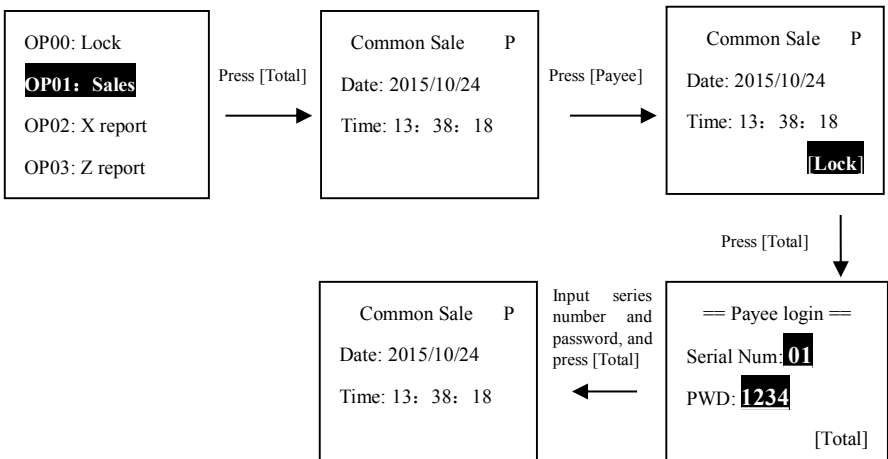 OP00: Lock
OP01：Sales
OP02: X report
OP03: Z report
Press [Total]
Common Sale P
Date: 2015/10/24
Time: 13：38：18
Press [Payee]
Common Sale P
Date: 2015/10/24
Time: 13：38：18
[Lock]
Press [Total]
== Payee login ==
Serial Num: 01
PWD: 1234
[Total]
Input series
number and
password, and
press [Total]
Common Sale P
Date: 2015/10/24
Time: 13：38：18